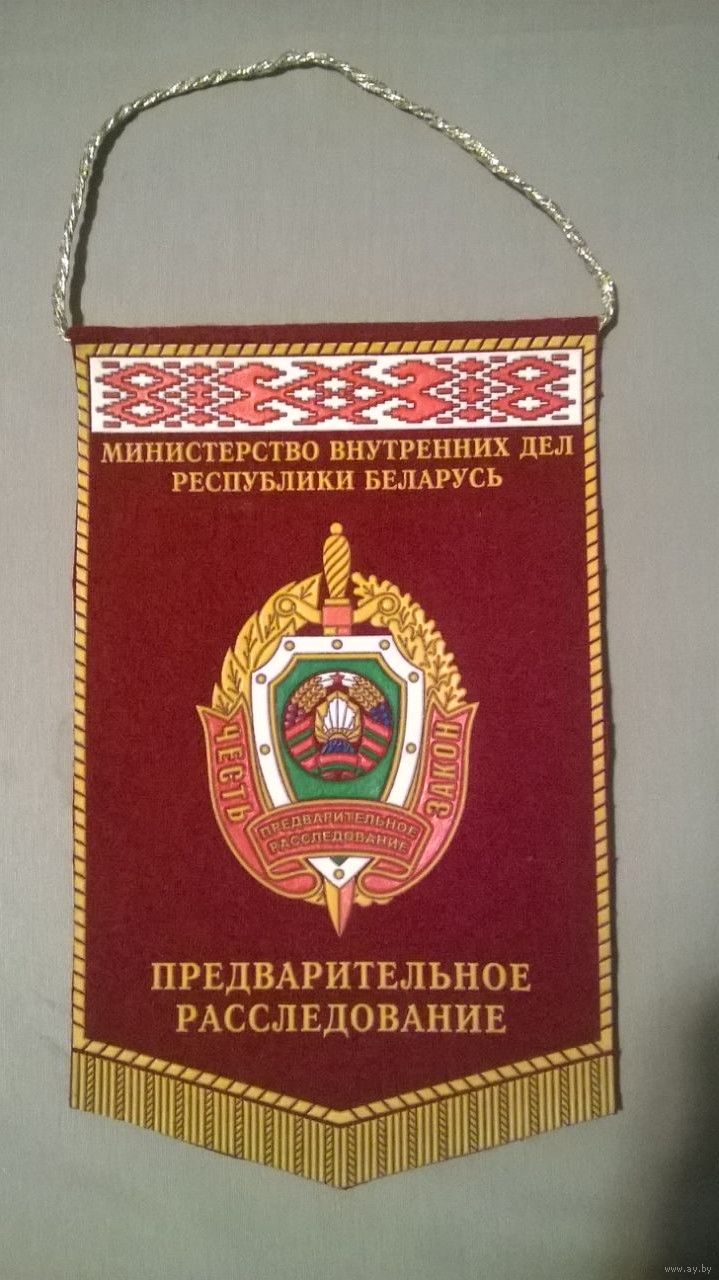 МИНИСТЕРСТВО ВНУТРЕННИХ ДЕЛ
РЕСПУБЛИКИ БЕЛАРУСЬ
ЧЕСТЬ
ЗАКОН
ПРЕДВАРИТЕЛЬНОЕ
РАССЛЕДОВАНИЕ
ПРЕДВАРИТЕЛЬНОЕ
РАССЛЕДОВАНИЕ
www.ay.by